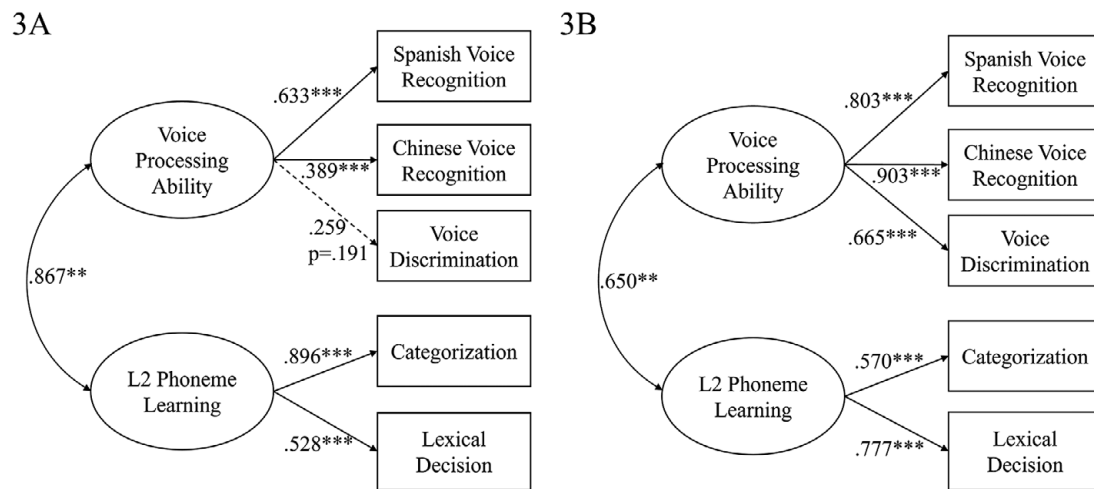 3A
Spanish Voice
Recognition
.633***
Voice
Processing
Ability
Chinese Voice
Recognition
.389***
.259
p=.191
Voice
Discrimination
.867**
L2 Phoneme
Learning
.896***
Categorization
.528***
Lexical
Decision
3B
Spanish Voice
Recognition
.803***
Voice
Processing
Ability
Chinese Voice
Recognition
.903***
.665***
Voice
Discrimination
.650**
L2 Phoneme
Learning
.570***
Categorization
.777***
Lexical
Decision